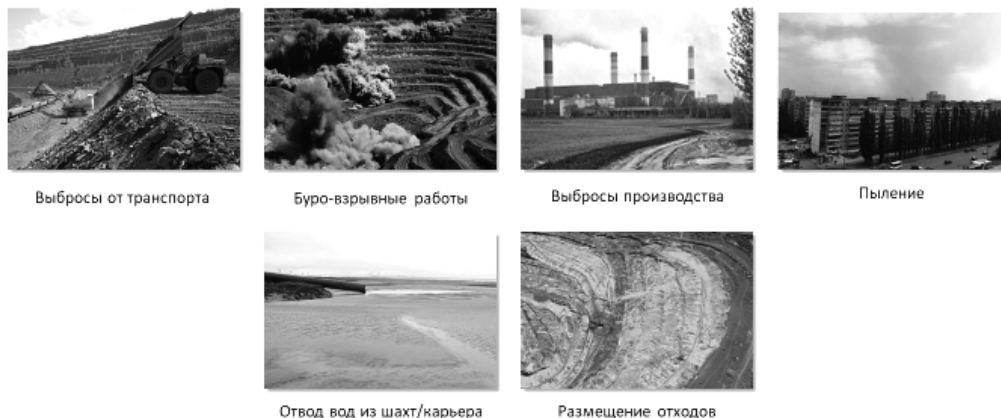 Выбросы от транспорта
Буро-взрывные работы
Выбросы производства
Пыление
Отвод вод из шахт/карьера
Размещение отходов